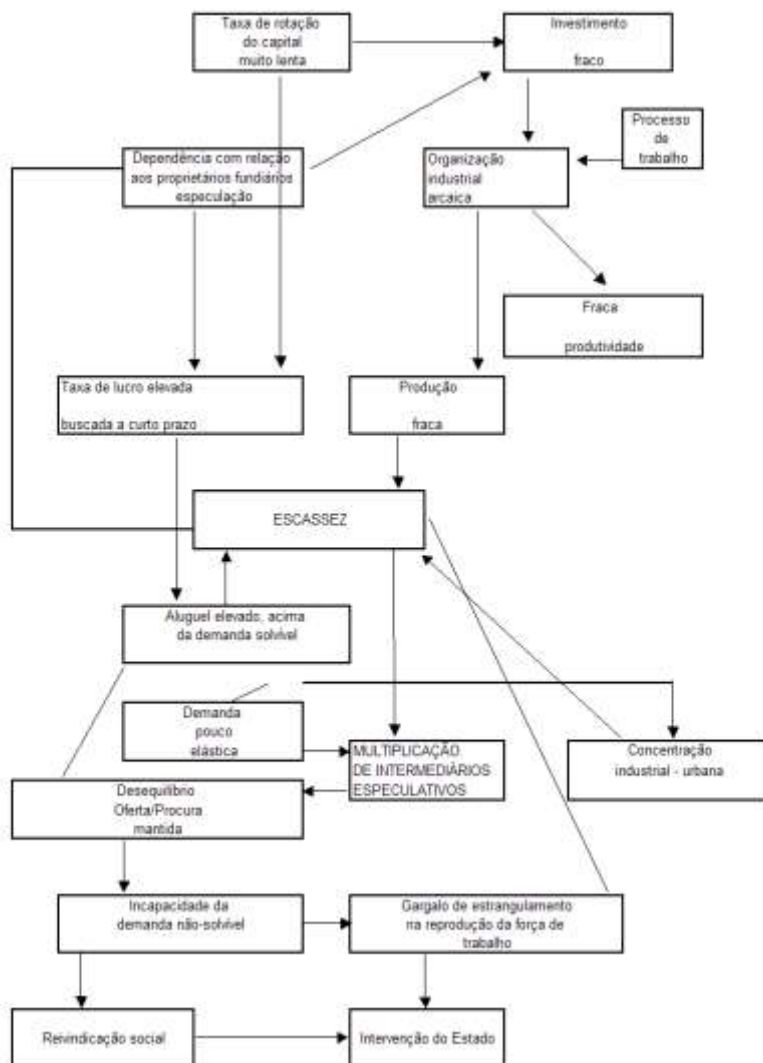 Taxa de rotação
do capital
muito lenta
Investimento
fraco
Processo
de
trabalho
Dependência com relação
aos proprietários fundiários
especulação
Organização
industrial
arcaica
Fraca
produtividade
Taxa de lucro elevada
buscada a curto prazo
Produção
fraca
ESCASSEZ
Aluguel elevado, acima
da demanda solvível
Demanda
pouco
elástica
MULTIPLICAÇÃO
DE INTERMEDIÁRIOS
ESPECULATIVOS
Concentração
industrial - urbana
Desequilíbrio
Oferta/Procura
mantida
Incapacidade da
demanda não-solvível
Gargalo de estrangulamento
na reprodução da força de
trabalho
Reivindicação social
Intervenção do Estado